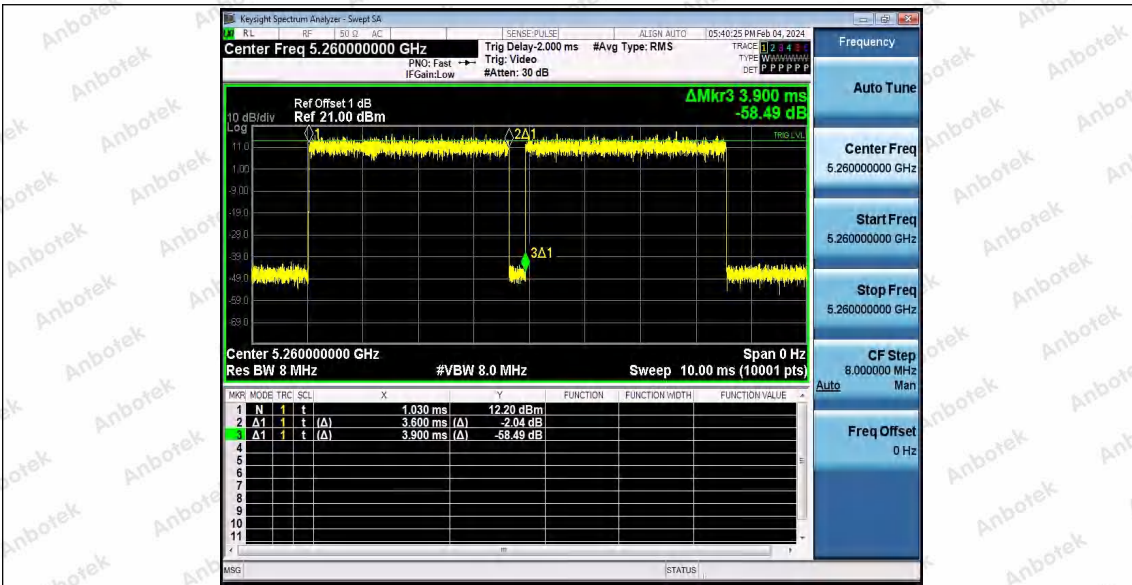 Keysight Spectrum Analyzer - Swept SA
RL RF 50 Ω AC SENSE:PULSE ALIGN AUTO 05:40:25 PM Feb 04, 2024
Center Freq 5.260000000 GHz
PNO: Fast
IFGain:Low
Trig Delay-2.000 ms
Trig: Video
#Atten: 30 dB
#Avg Type: RMS
TRACE 1 2 3 4 5 6
TYPE WWWWWW
DET P P P P P P
ΔMkr3 3.900 ms
-58.49 dB
Ref Offset 1 dB
10 dB/div Ref 21.00 dBm
Log
11.0
1.00
-9.00
-19.0
-29.0
-39.0
-49.0
-59.0
-69.0
1
2Δ1
3Δ1
TRIG LVL
Center 5.260000000 GHz Span 0 Hz
Res BW 8 MHz #VBW 8.0 MHz Sweep 10.00 ms (10001 pts)
MKR MODE TRC SCL X Y FUNCTION FUNCTION WIDTH FUNCTION VALUE
1 N 1 t 1.030 ms 12.20 dBm
2 Δ1 1 t (Δ) 3.600 ms (Δ) -2.04 dB
3 Δ1 1 t (Δ) 3.900 ms (Δ) -58.49 dB
4
5
6
7
8
9
10
11
MSG STATUS
Frequency
Auto Tune
Center Freq
5.260000000 GHz
Start Freq
5.260000000 GHz
Stop Freq
5.260000000 GHz
CF Step
8.000000 MHz
Auto Man
Freq Offset
0 Hz
Anbotek